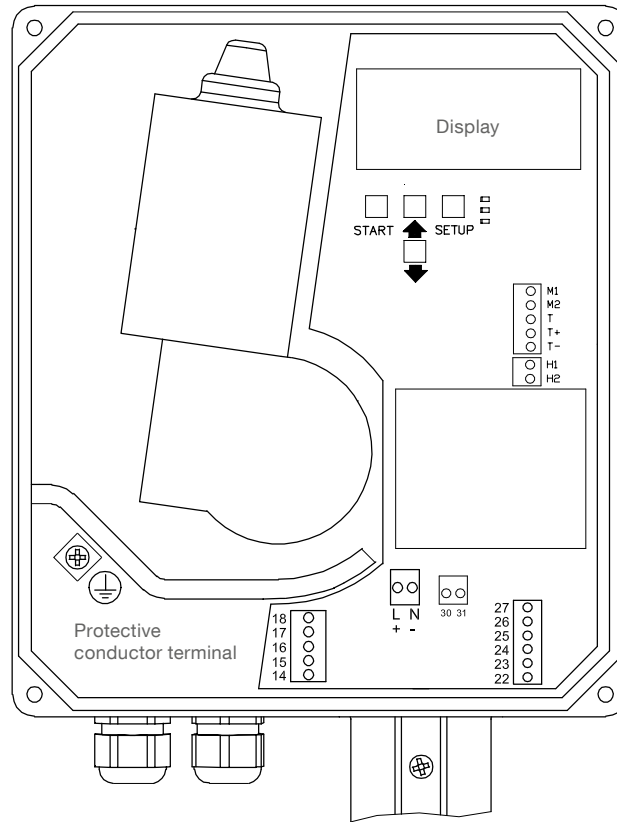 Display
START SETUP
M1
M2
T
T+
T-
H1
H2
L N
+ -
30 31
Protective
conductor terminal
18
17
16
15
14
27
26
25
24
23
22